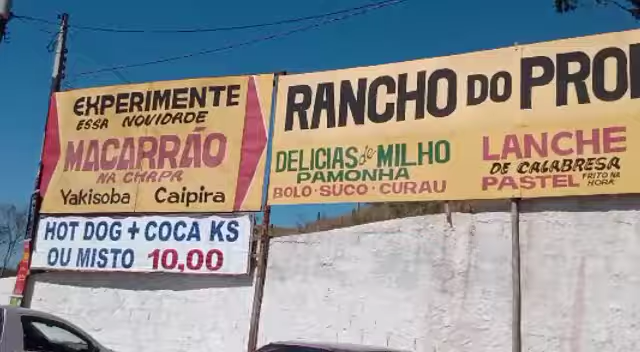 EXPERIMENTE
ESSA NOVIDADE
MACARRÃO
NA CHAPA
Yakisoba Caipira
HOT DOG + COCA KS
OU MISTO 10,00
RANCHO DO
DELICIAS de MILHO
PAMONHA
BOLO · SUCO · CURAU
LANCHE
DE CALABRESA
PASTEL FRITO NA
HORA